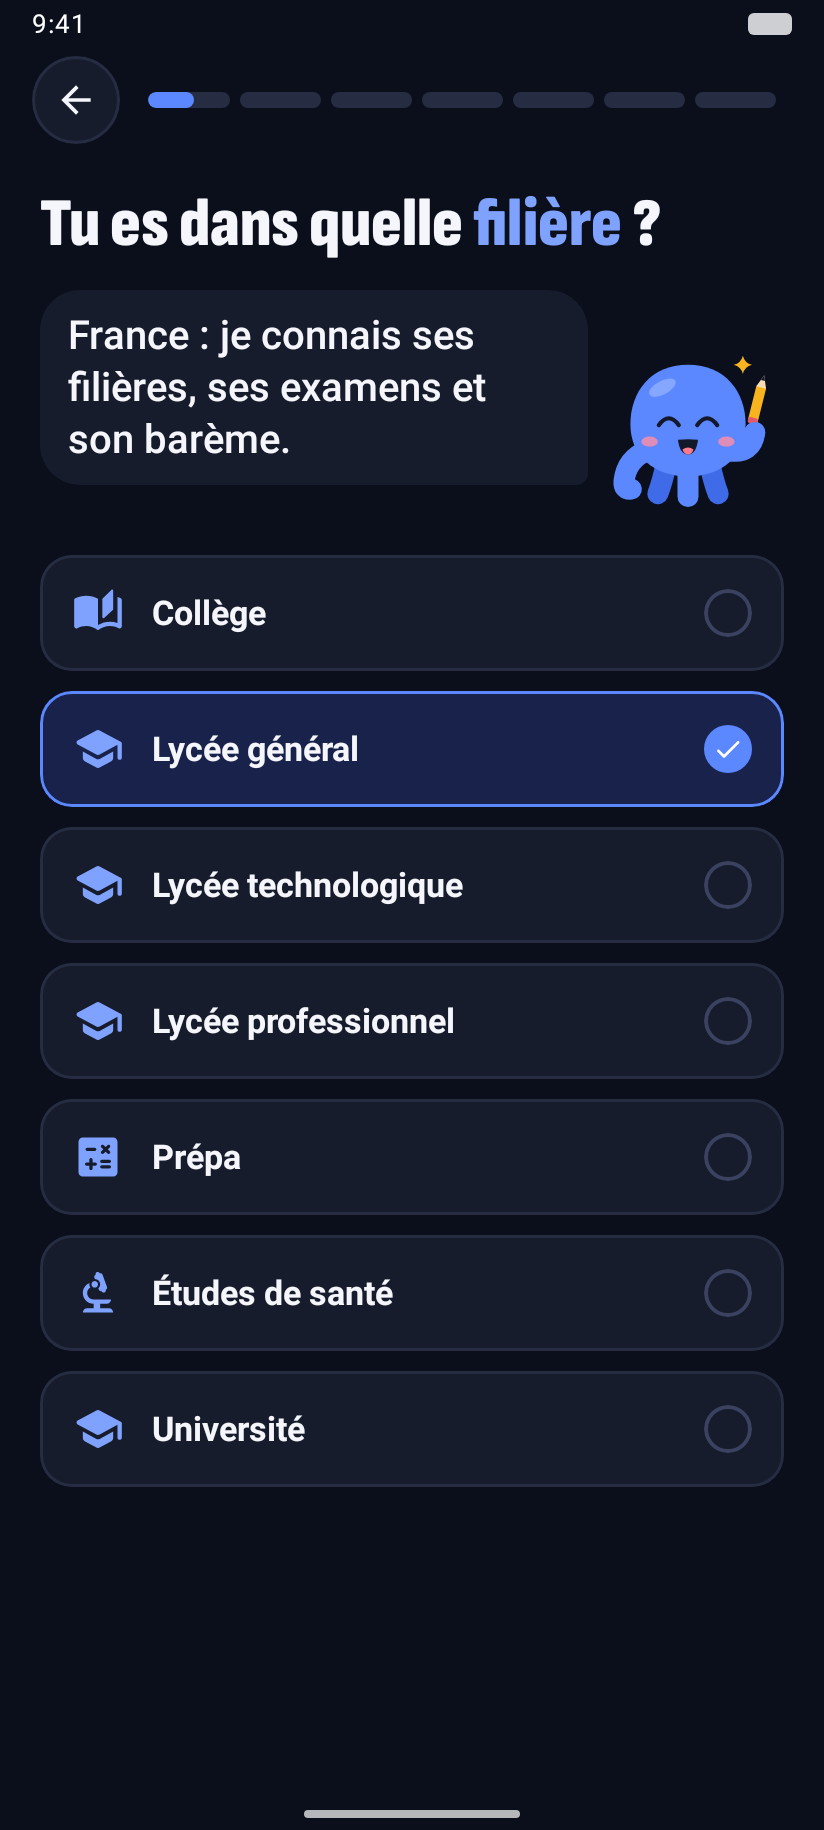 9:41
Tu es dans quelle filière ?
France : je connais ses
filières, ses examens et
son barème.
Collège
Lycée général
Lycée technologique
Lycée professionnel
Prépa
Études de santé
Université